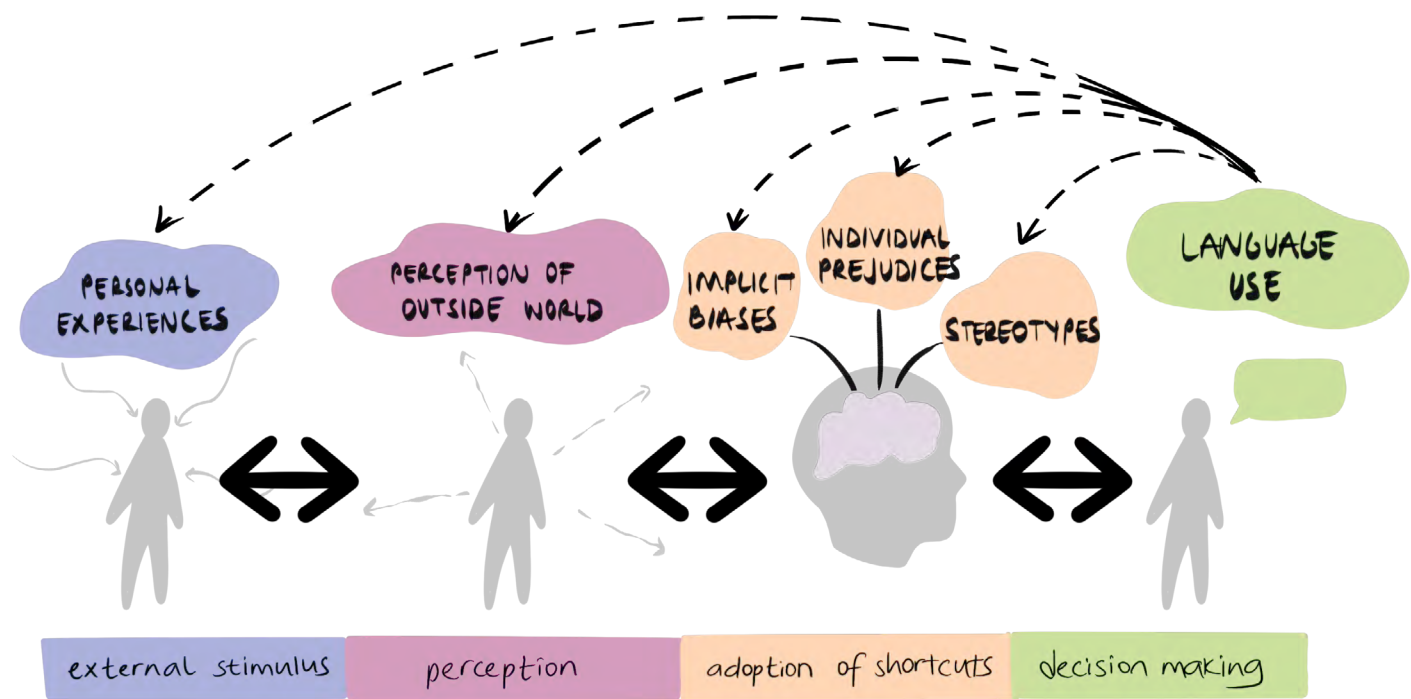 PERSONAL
EXPERIENCES
PERCEPTION OF
OUTSIDE WORLD
IMPLICIT
BIASES
INDIVIDUAL
PREJUDICES
STEREOTYPES
LANGUAGE
USE
external stimulus
perception
adoption of shortcuts
decision making